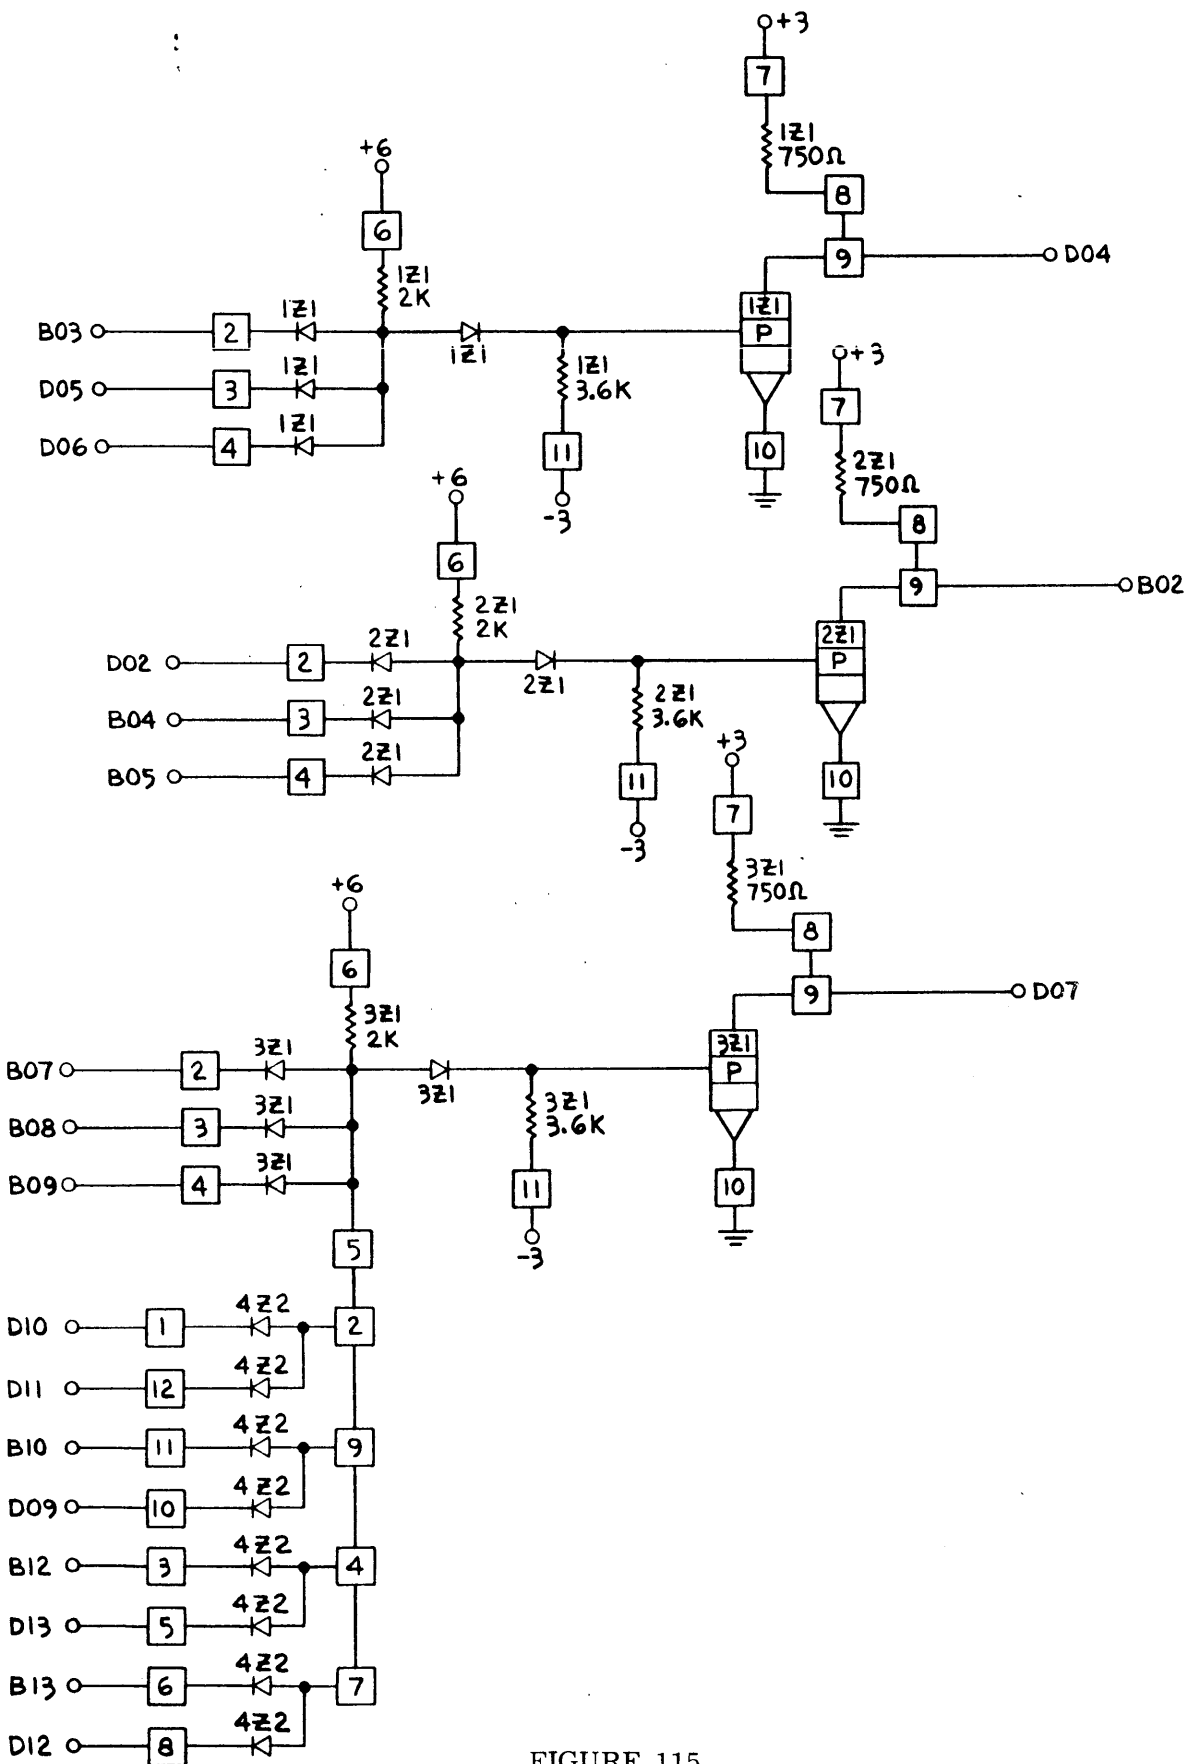 +3
7
1Z1
750Ω
8
9
D04
+6
6
1Z1
2K
B03
2
1Z1
1Z1
D05
3
1Z1
D06
4
1Z1
1Z1
3.6K
11
-3
1Z1
P
10
+3
7
2Z1
750Ω
8
9
B02
+6
6
2Z1
2K
D02
2
2Z1
2Z1
B04
3
2Z1
B05
4
2Z1
2Z1
3.6K
11
-3
2Z1
P
10
+3
7
3Z1
750Ω
8
9
D07
+6
6
3Z1
2K
B07
2
3Z1
3Z1
B08
3
3Z1
B09
4
3Z1
3Z1
3.6K
11
-3
3Z1
P
10
5
D10
1
4Z2
2
D11
12
4Z2
B10
11
4Z2
9
D09
10
4Z2
B12
3
4Z2
4
D13
5
4Z2
B13
6
4Z2
7
D12
8
4Z2
FIGURE 115